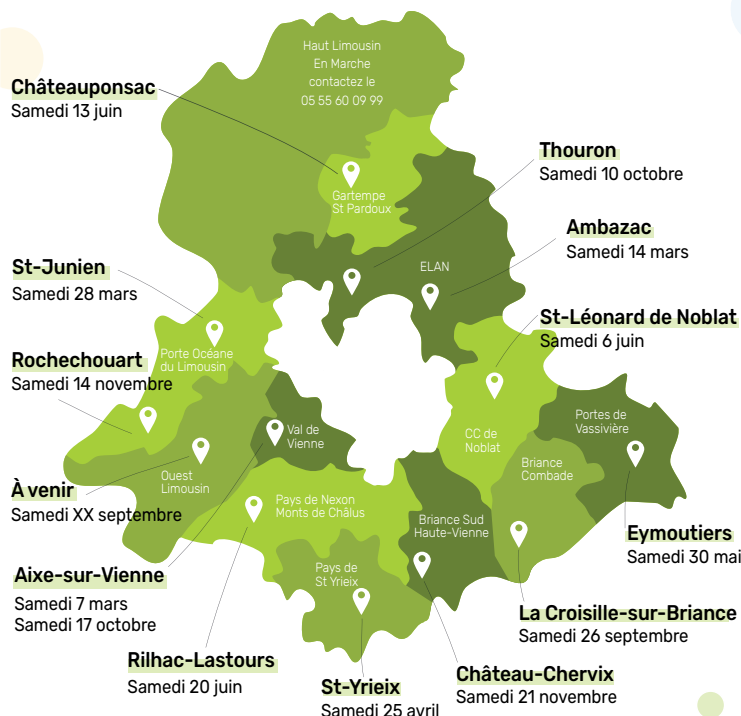 Haut Limousin
En Marche
contactez le
05 55 60 09 99
Châteauponsac
Samedi 13 juin
Thouron
Samedi 10 octobre
Gartempe
St Pardoux
Ambazac
Samedi 14 mars
ELAN
St-Junien
Samedi 28 mars
St-Léonard de Noblat
Samedi 6 juin
Porte Océane
du Limousin
Rochechouart
Samedi 14 novembre
Val de
Vienne
CC de
Noblat
Portes de
Vassivière
Briance
Combade
Ouest
Limousin
À venir
Samedi XX septembre
Pays de Nexon
Monts de Châlus
Briance Sud
Haute-Vienne
Eymoutiers
Samedi 30 mai
Pays de
St Yrieix
Aixe-sur-Vienne
Samedi 7 mars
Samedi 17 octobre
La Croisille-sur-Briance
Samedi 26 septembre
Rilhac-Lastours
Samedi 20 juin
St-Yrieix
Samedi 25 avril
Château-Chervix
Samedi 21 novembre